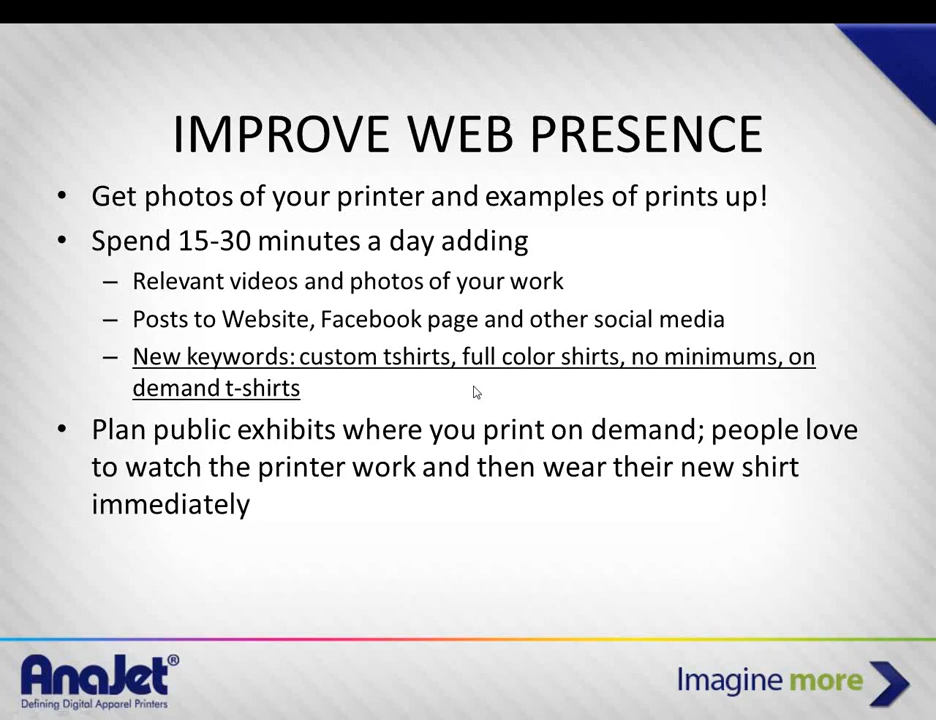 IMPROVE WEB PRESENCE
• Get photos of your printer and examples of prints up!
• Spend 15-30 minutes a day adding
– Relevant videos and photos of your work
– Posts to Website, Facebook page and other social media
– New keywords: custom tshirts, full color shirts, no minimums, on
demand t-shirts
• Plan public exhibits where you print on demand; people love
to watch the printer work and then wear their new shirt
immediately
AnaJet®
Defining Digital Apparel Printers
Imagine more